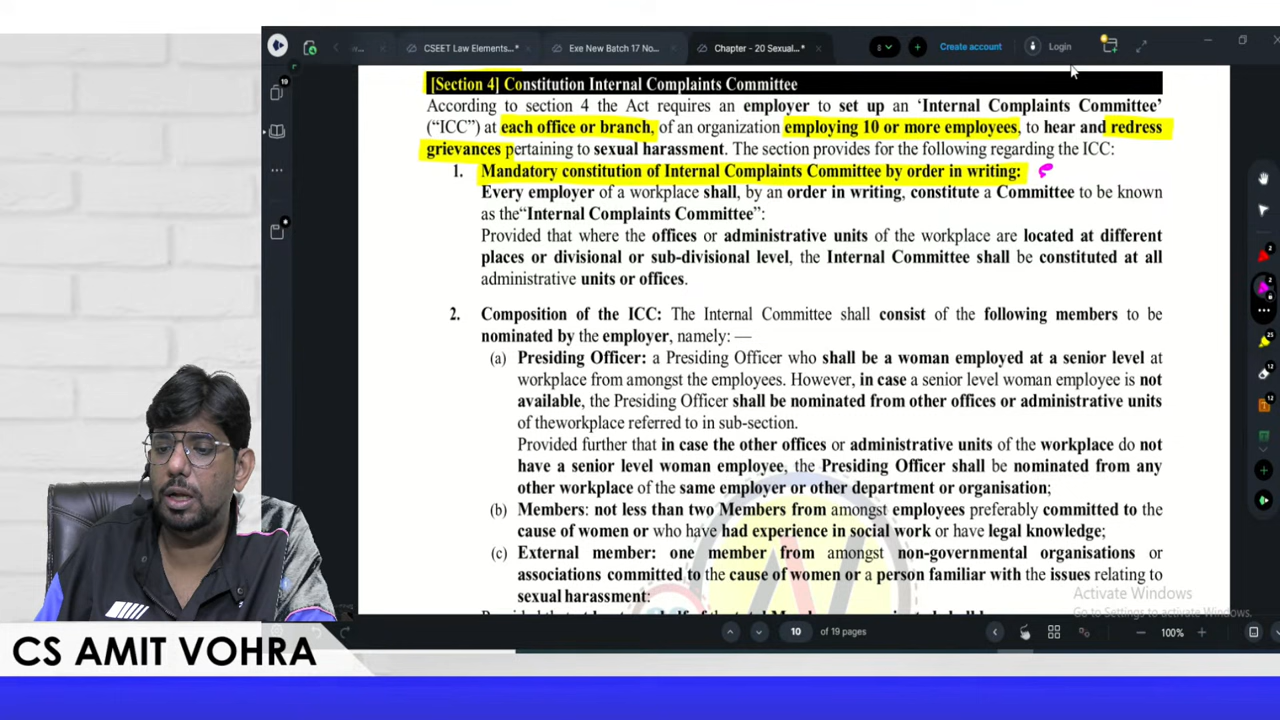 CSEET Law Elements...*
Exe New Batch 17 No...
Chapter - 20 Sexual...*
8
Create account
Login
19
[Section 4] Constitution Internal Complaints Committee
According to section 4 the Act requires an employer to set up an ‘Internal Complaints Committee’
(“ICC”) at each office or branch, of an organization employing 10 or more employees, to hear and redress
grievances pertaining to sexual harassment. The section provides for the following regarding the ICC:
1. Mandatory constitution of Internal Complaints Committee by order in writing:
Every employer of a workplace shall, by an order in writing, constitute a Committee to be known
as the“Internal Complaints Committee”:
Provided that where the offices or administrative units of the workplace are located at different
places or divisional or sub-divisional level, the Internal Committee shall be constituted at all
administrative units or offices.
2. Composition of the ICC: The Internal Committee shall consist of the following members to be
nominated by the employer, namely: —
(a) Presiding Officer: a Presiding Officer who shall be a woman employed at a senior level at
workplace from amongst the employees. However, in case a senior level woman employee is not
available, the Presiding Officer shall be nominated from other offices or administrative units
of theworkplace referred to in sub-section.
Provided further that in case the other offices or administrative units of the workplace do not
have a senior level woman employee, the Presiding Officer shall be nominated from any
other workplace of the same employer or other department or organisation;
(b) Members: not less than two Members from amongst employees preferably committed to the
cause of women or who have had experience in social work or have legal knowledge;
(c) External member: one member from amongst non-governmental organisations or
associations committed to the cause of women or a person familiar with the issues relating to
sexual harassment:
Activate Windows
Go to Settings to activate Windows.
10 of 19 pages
100%
CS AMIT VOHRA